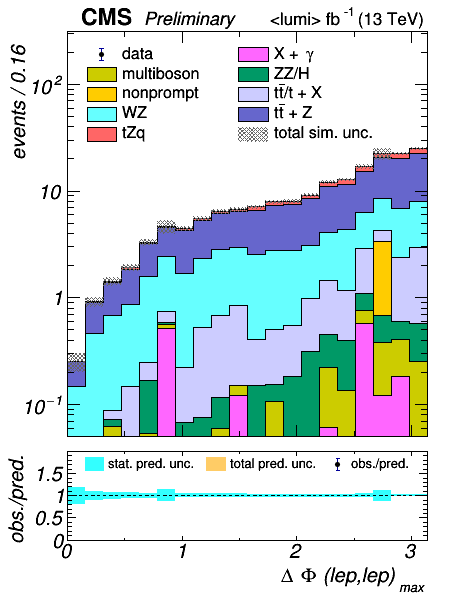 CMS Preliminary <lumi> fb⁻¹ (13 TeV)
events / 0.16
10²
10
1
10⁻¹
data
multiboson
nonprompt
WZ
tZq
X + γ
ZZ/H
tt̄/t + X
tt̄ + Z
total sim. unc.
obs./pred.
1.5
1
0.5
0
stat. pred. unc. total pred. unc. obs./pred.
0 1 2 3
Δ Φ (lep,lep) max